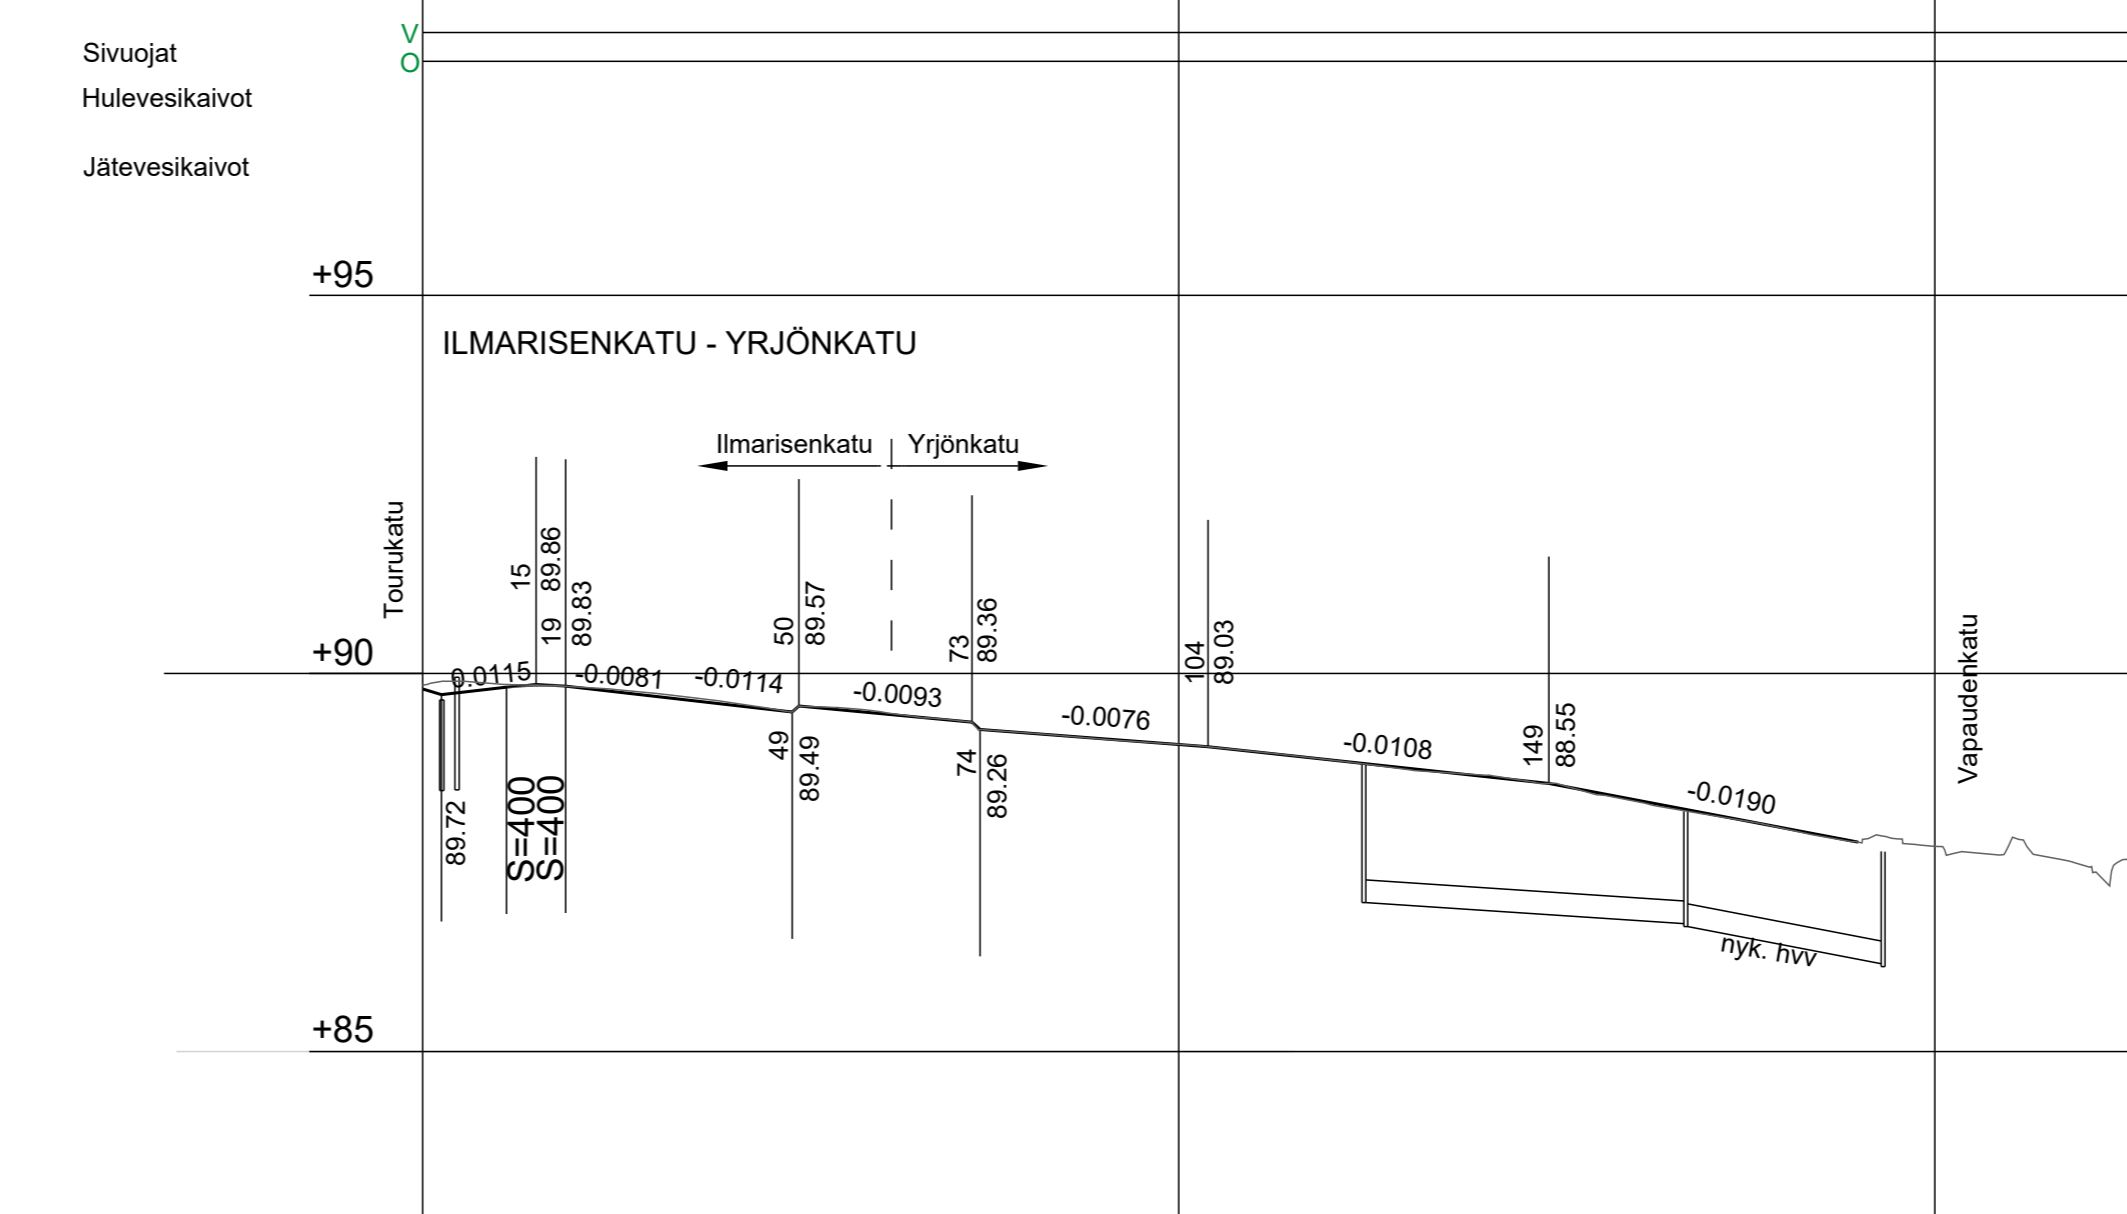 V
Sivuojat
O
Hulevesikaivot
Jätevesikaivot
+95
ILMARISENKATU - YRJÖNKATU
Ilmarisenkatu
Yrjönkatu
Tourukatu
15
89.86
19
89.83
50
89.57
73
89.36
104
89.03
149
88.55
Vapaudenkatu
+90
0.0115
-0.0081
-0.0114
-0.0093
-0.0076
-0.0108
-0.0190
89.72
S=400
S=400
49
89.49
74
89.26
nyk. hvv
+85